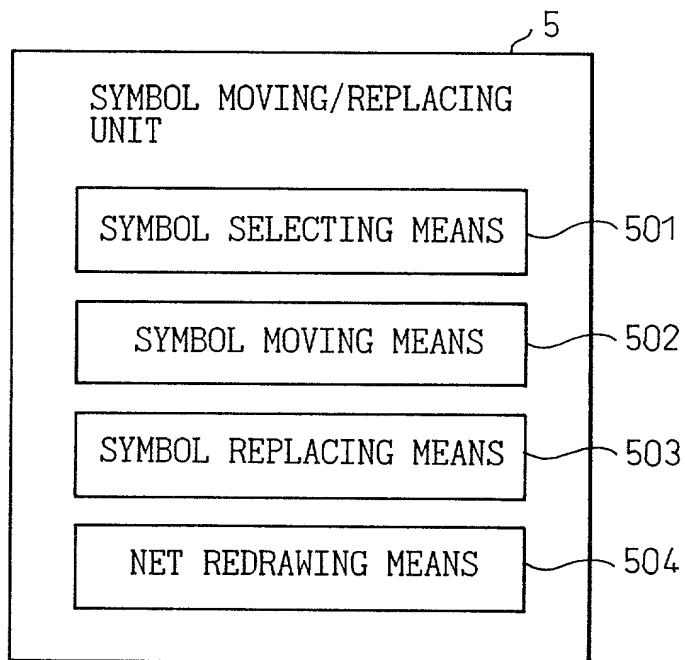 5
SYMBOL MOVING/REPLACING
UNIT
SYMBOL SELECTING MEANS 501
SYMBOL MOVING MEANS 502
SYMBOL REPLACING MEANS 503
NET REDRAWING MEANS 504